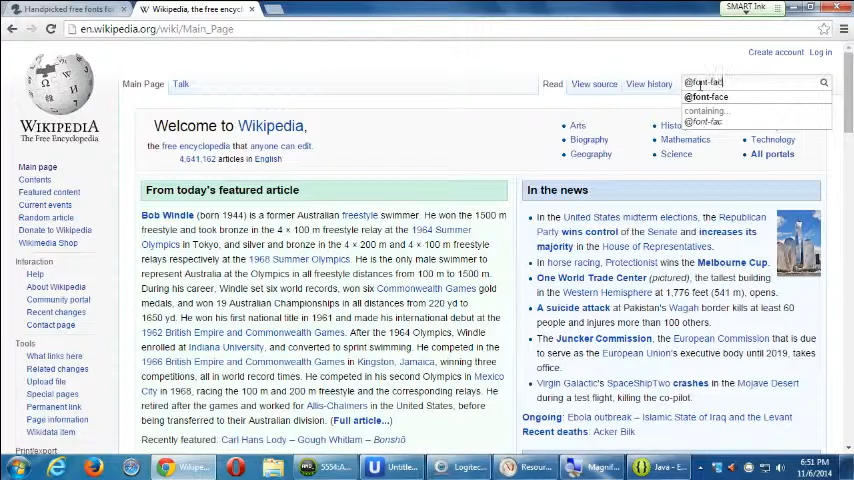 Handpicked free fonts for
Wikipedia, the free encycl
SMART Ink
en.wikipedia.org/wiki/Main_Page
Create account Log in
Main Page Talk Read View source View history @font-fac
@font-face
containing...
@font-fac
WIKIPEDIA
The Free Encyclopedia
Main page
Contents
Featured content
Current events
Random article
Donate to Wikipedia
Wikimedia Shop
Interaction
Help
About Wikipedia
Community portal
Recent changes
Contact page
Tools
What links here
Related changes
Upload file
Special pages
Permanent link
Page information
Wikidata item
Print/export
Welcome to Wikipedia,
the free encyclopedia that anyone can edit.
4,641,162 articles in English
Arts
Biography
Geography
Histo
Mathematics
Science
Technology
All portals
From today's featured article
Bob Windle (born 1944) is a former Australian freestyle swimmer. He won the 1500 m
freestyle and took bronze in the 4 × 100 m freestyle relay at the 1964 Summer
Olympics in Tokyo, and silver and bronze in the 4 × 200 m and 4 × 100 m freestyle
relays respectively at the 1968 Summer Olympics. He is the only male swimmer to
represent Australia at the Olympics in all freestyle distances from 100 m to 1500 m.
During his career, Windle set six world records, won six Commonwealth Games gold
medals, and won 19 Australian Championships in all distances from 220 yd to
1650 yd. He won his first national title in 1961 and made his international debut at the
1962 British Empire and Commonwealth Games. After the 1964 Olympics, Windle
enrolled at Indiana University, and converted to sprint swimming. He competed in the
1966 British Empire and Commonwealth Games in Kingston, Jamaica, winning three
competitions, all in world record times. He competed in his second Olympics in Mexico
City in 1968, racing the 100 m and 200 m freestyle and the corresponding relays. He
retired after the games and worked for Allis-Chalmers in the United States, before
being transferred to their Australian branch. (Full article...)
Recently featured: Carl Hans Lody – Gough Whitlam – Bonshō
In the news
In the United States midterm elections, the Republican
Party wins control of the Senate and increases its
majority in the House of Representatives.
In horse racing, Protectionist wins the Melbourne Cup.
One World Trade Center (pictured), the tallest building
in the Western Hemisphere at 1,776 feet (541 m), opens.
A suicide attack at Pakistan's Wagah border kills at least 60
people and injures more than 100 others.
The Juncker Commission, the European Commission that is due
to serve as the European Union's executive body until 2019, takes
office.
Virgin Galactic's SpaceShipTwo crashes in the Mojave Desert
during a test flight, killing the co-pilot.
Ongoing: Ebola outbreak – Islamic State of Iraq and the Levant
Recent deaths: Acker Bilk
Wikipe...
5554:A...
Untitle...
Logitec...
Resour...
Magnif...
Java - E...
6:51 PM
11/6/2014